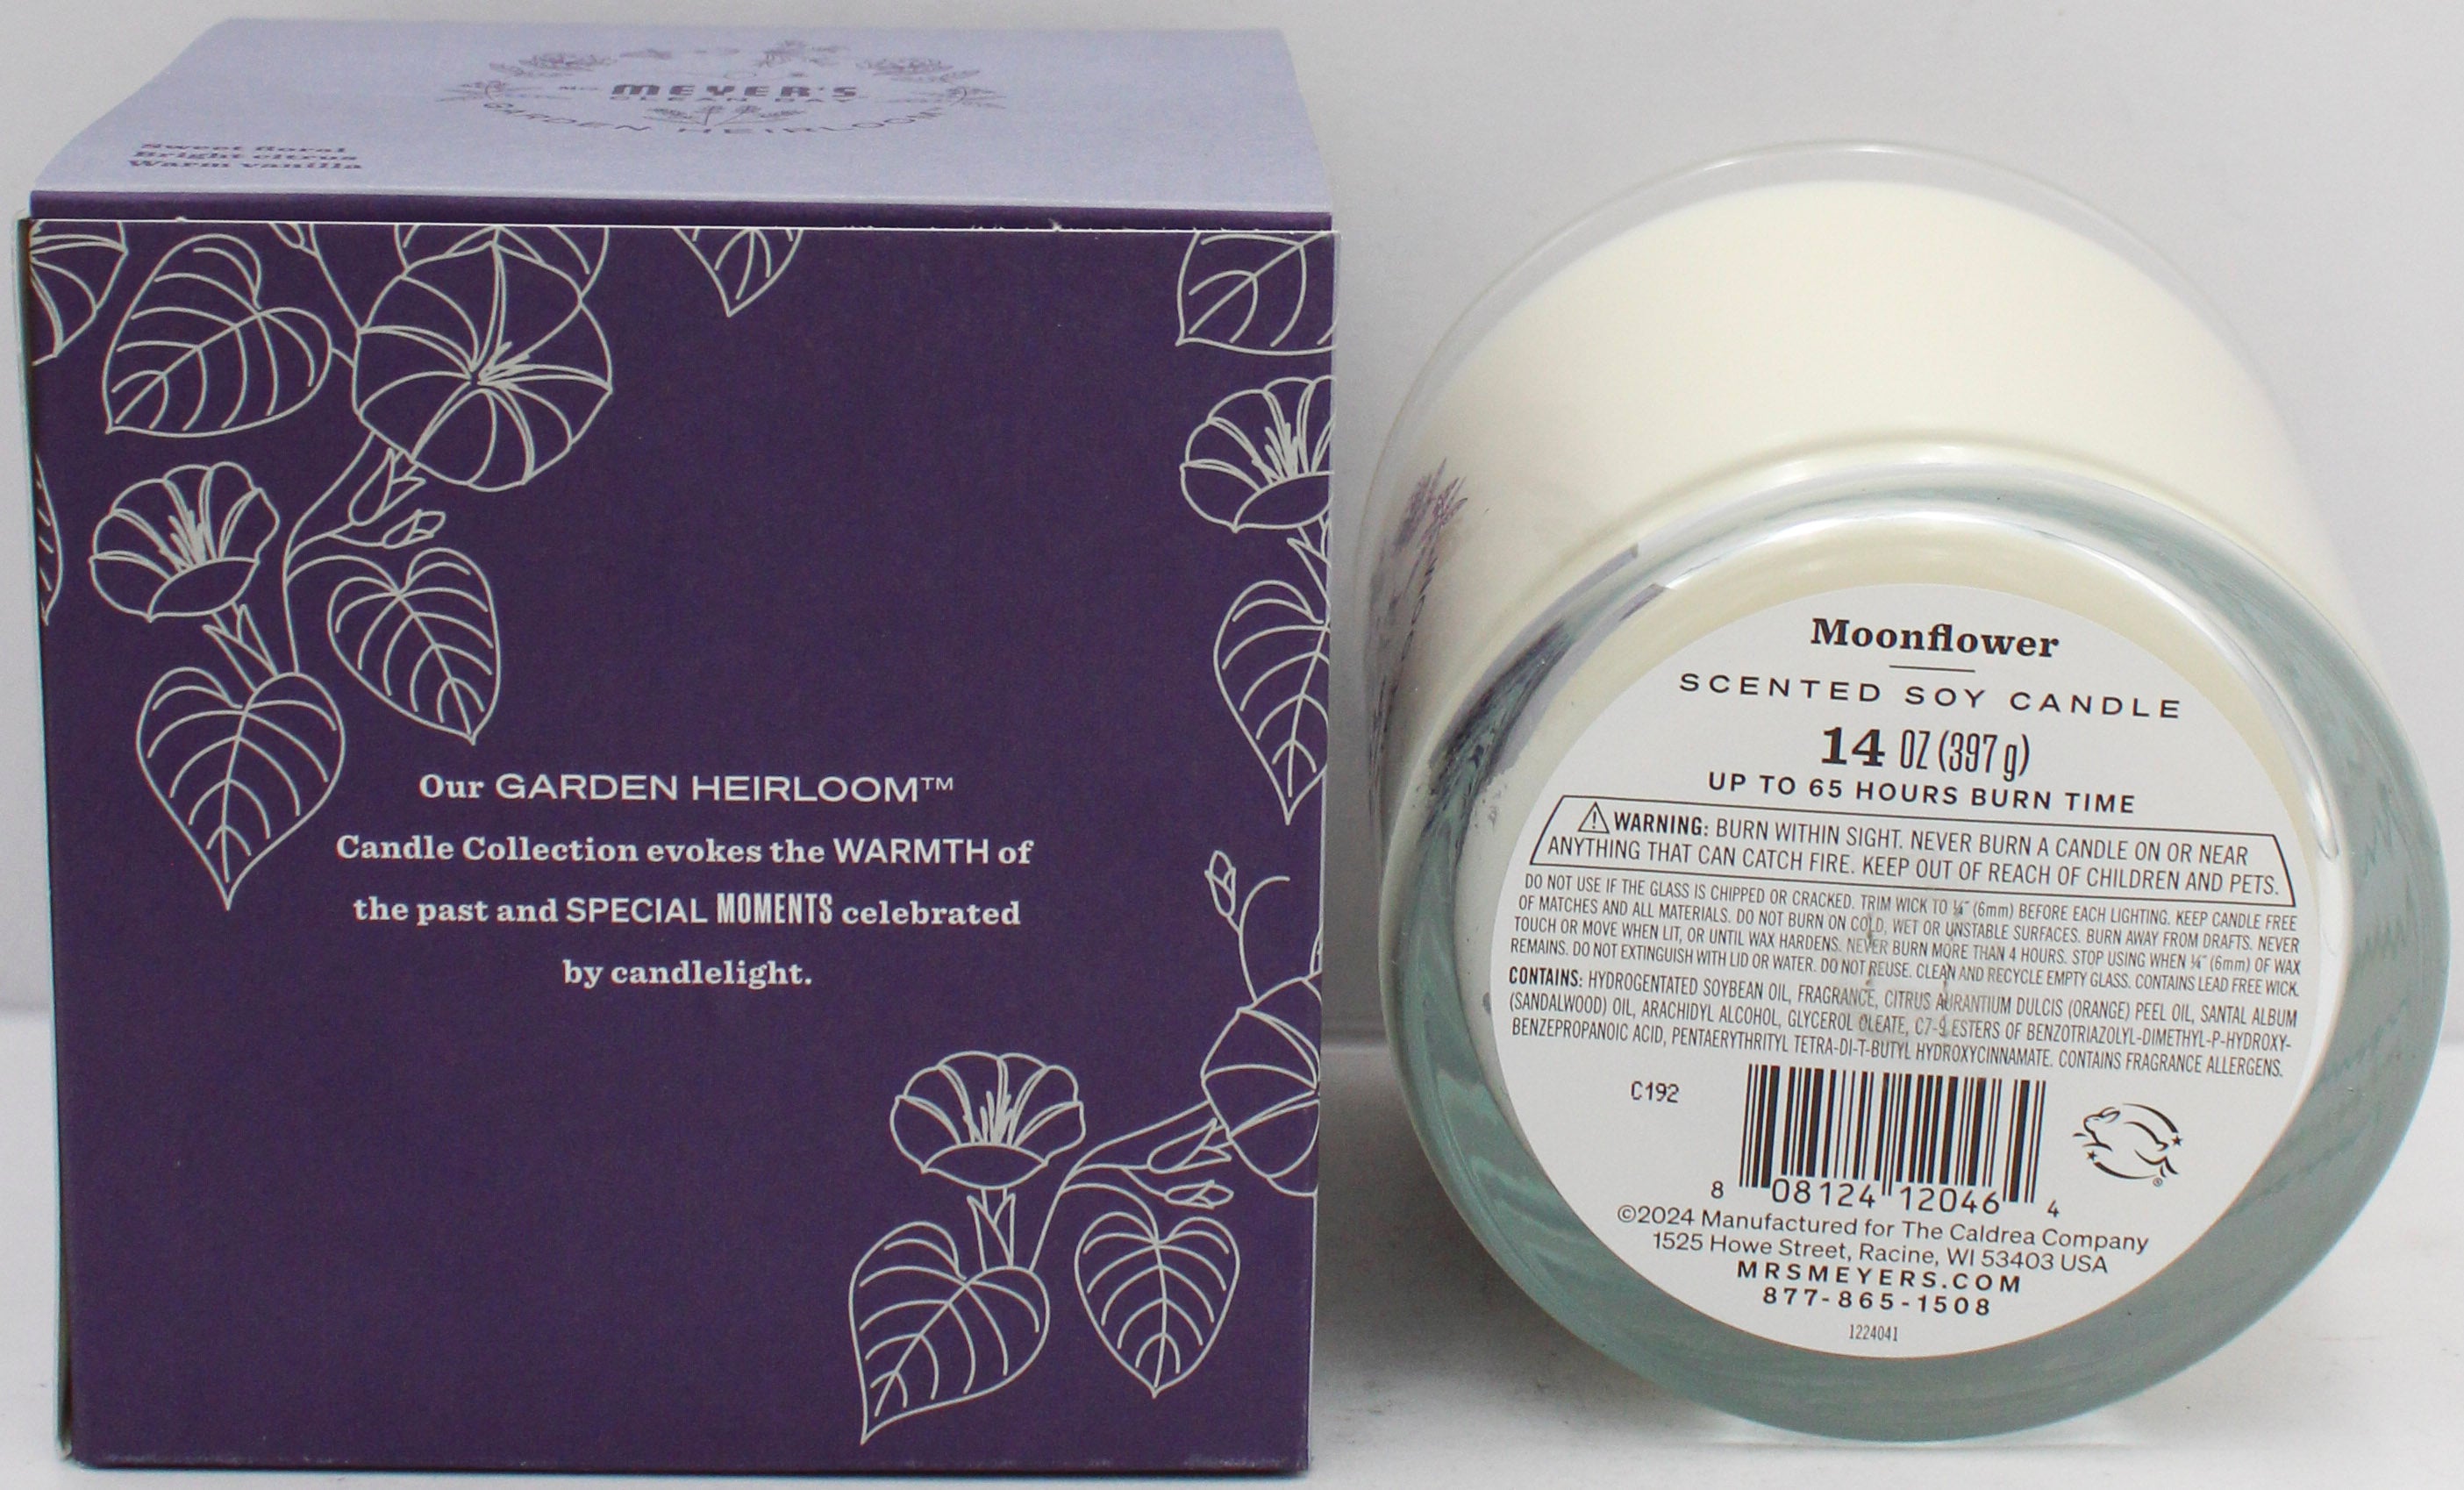 MRS.
MEYER'S
CLEAN DAY
GARDEN HEIRLOOM
Sweet floral
Bright citrus
Warm vanilla
Our GARDEN HEIRLOOM™
Candle Collection evokes the WARMTH of
the past and SPECIAL MOMENTS celebrated
by candlelight.
Moonflower
SCENTED SOY CANDLE
14 OZ (397 g)
UP TO 65 HOURS BURN TIME
⚠ WARNING: BURN WITHIN SIGHT. NEVER BURN A CANDLE ON OR NEAR
ANYTHING THAT CAN CATCH FIRE. KEEP OUT OF REACH OF CHILDREN AND PETS.
DO NOT USE IF THE GLASS IS CHIPPED OR CRACKED. TRIM WICK TO ¼" (6mm) BEFORE EACH LIGHTING. KEEP CANDLE FREE
OF MATCHES AND ALL MATERIALS. DO NOT BURN ON COLD, WET OR UNSTABLE SURFACES. BURN AWAY FROM DRAFTS. NEVER
TOUCH OR MOVE WHEN LIT, OR UNTIL WAX HARDENS. NEVER BURN MORE THAN 4 HOURS. STOP USING WHEN ¼" (6mm) OF WAX
REMAINS. DO NOT EXTINGUISH WITH LID OR WATER. DO NOT REUSE. CLEAN AND RECYCLE EMPTY GLASS. CONTAINS LEAD FREE WICK.
CONTAINS: HYDROGENTATED SOYBEAN OIL, FRAGRANCE, CITRUS AURANTIUM DULCIS (ORANGE) PEEL OIL, SANTAL ALBUM
(SANDALWOOD) OIL, ARACHIDYL ALCOHOL, GLYCEROL OLEATE, C7-9 ESTERS OF BENZOTRIAZOLYL-DIMETHYL-P-HYDROXY-
BENZEPROPANOIC ACID, PENTAERYTHRITYL TETRA-DI-T-BUTYL HYDROXYCINNAMATE. CONTAINS FRAGRANCE ALLERGENS.
C192
8 08124 12046 4
©2024 Manufactured for The Caldrea Company
1525 Howe Street, Racine, WI 53403 USA
MRSMEYERS.COM
877-865-1508
1224041